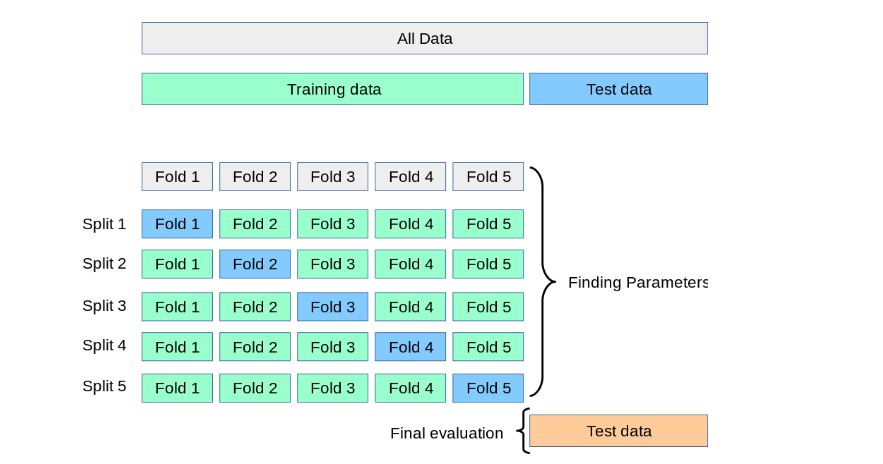 All Data
Training data Test data
Fold 1 Fold 2 Fold 3 Fold 4 Fold 5
Split 1 Fold 1 Fold 2 Fold 3 Fold 4 Fold 5
Split 2 Fold 1 Fold 2 Fold 3 Fold 4 Fold 5
Finding Parameters
Split 3 Fold 1 Fold 2 Fold 3 Fold 4 Fold 5
Split 4 Fold 1 Fold 2 Fold 3 Fold 4 Fold 5
Split 5 Fold 1 Fold 2 Fold 3 Fold 4 Fold 5
Final evaluation Test data